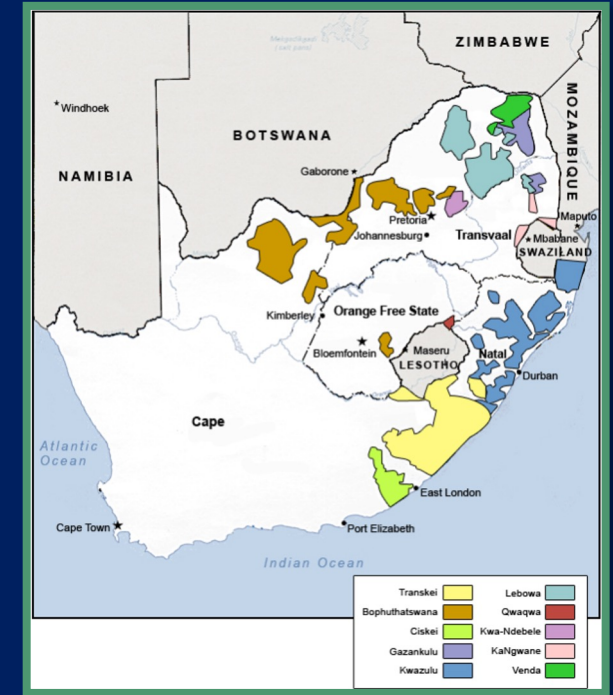 ZIMBABWE
MOZAMBIQUE
Windhoek
BOTSWANA
NAMIBIA
Gaborone
Pretoria
Johannesburg
Transvaal
Maputo
Mbabane
SWAZILAND
Kimberley
Orange Free State
Bloemfontein
Maseru
LESOTHO
Natal
Durban
Cape
Atlantic
Ocean
East London
Cape Town
Port Elizabeth
Indian Ocean
Transkei
Bophuthatswana
Ciskei
Gazankulu
Kwazulu
Lebowa
Qwaqwa
Kwa-Ndebele
KaNgwane
Venda